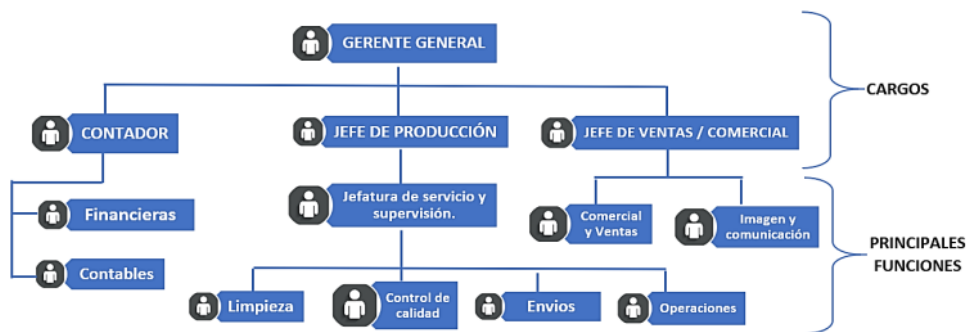 GERENTE GENERAL
CARGOS
CONTADOR
JEFE DE PRODUCCIÓN
JEFE DE VENTAS / COMERCIAL
Jefatura de servicio y
supervisión.
Financieras
Comercial
y Ventas
Imagen y
comunicación
PRINCIPALES
FUNCIONES
Contables
Limpieza
Control de
calidad
Envios
Operaciones